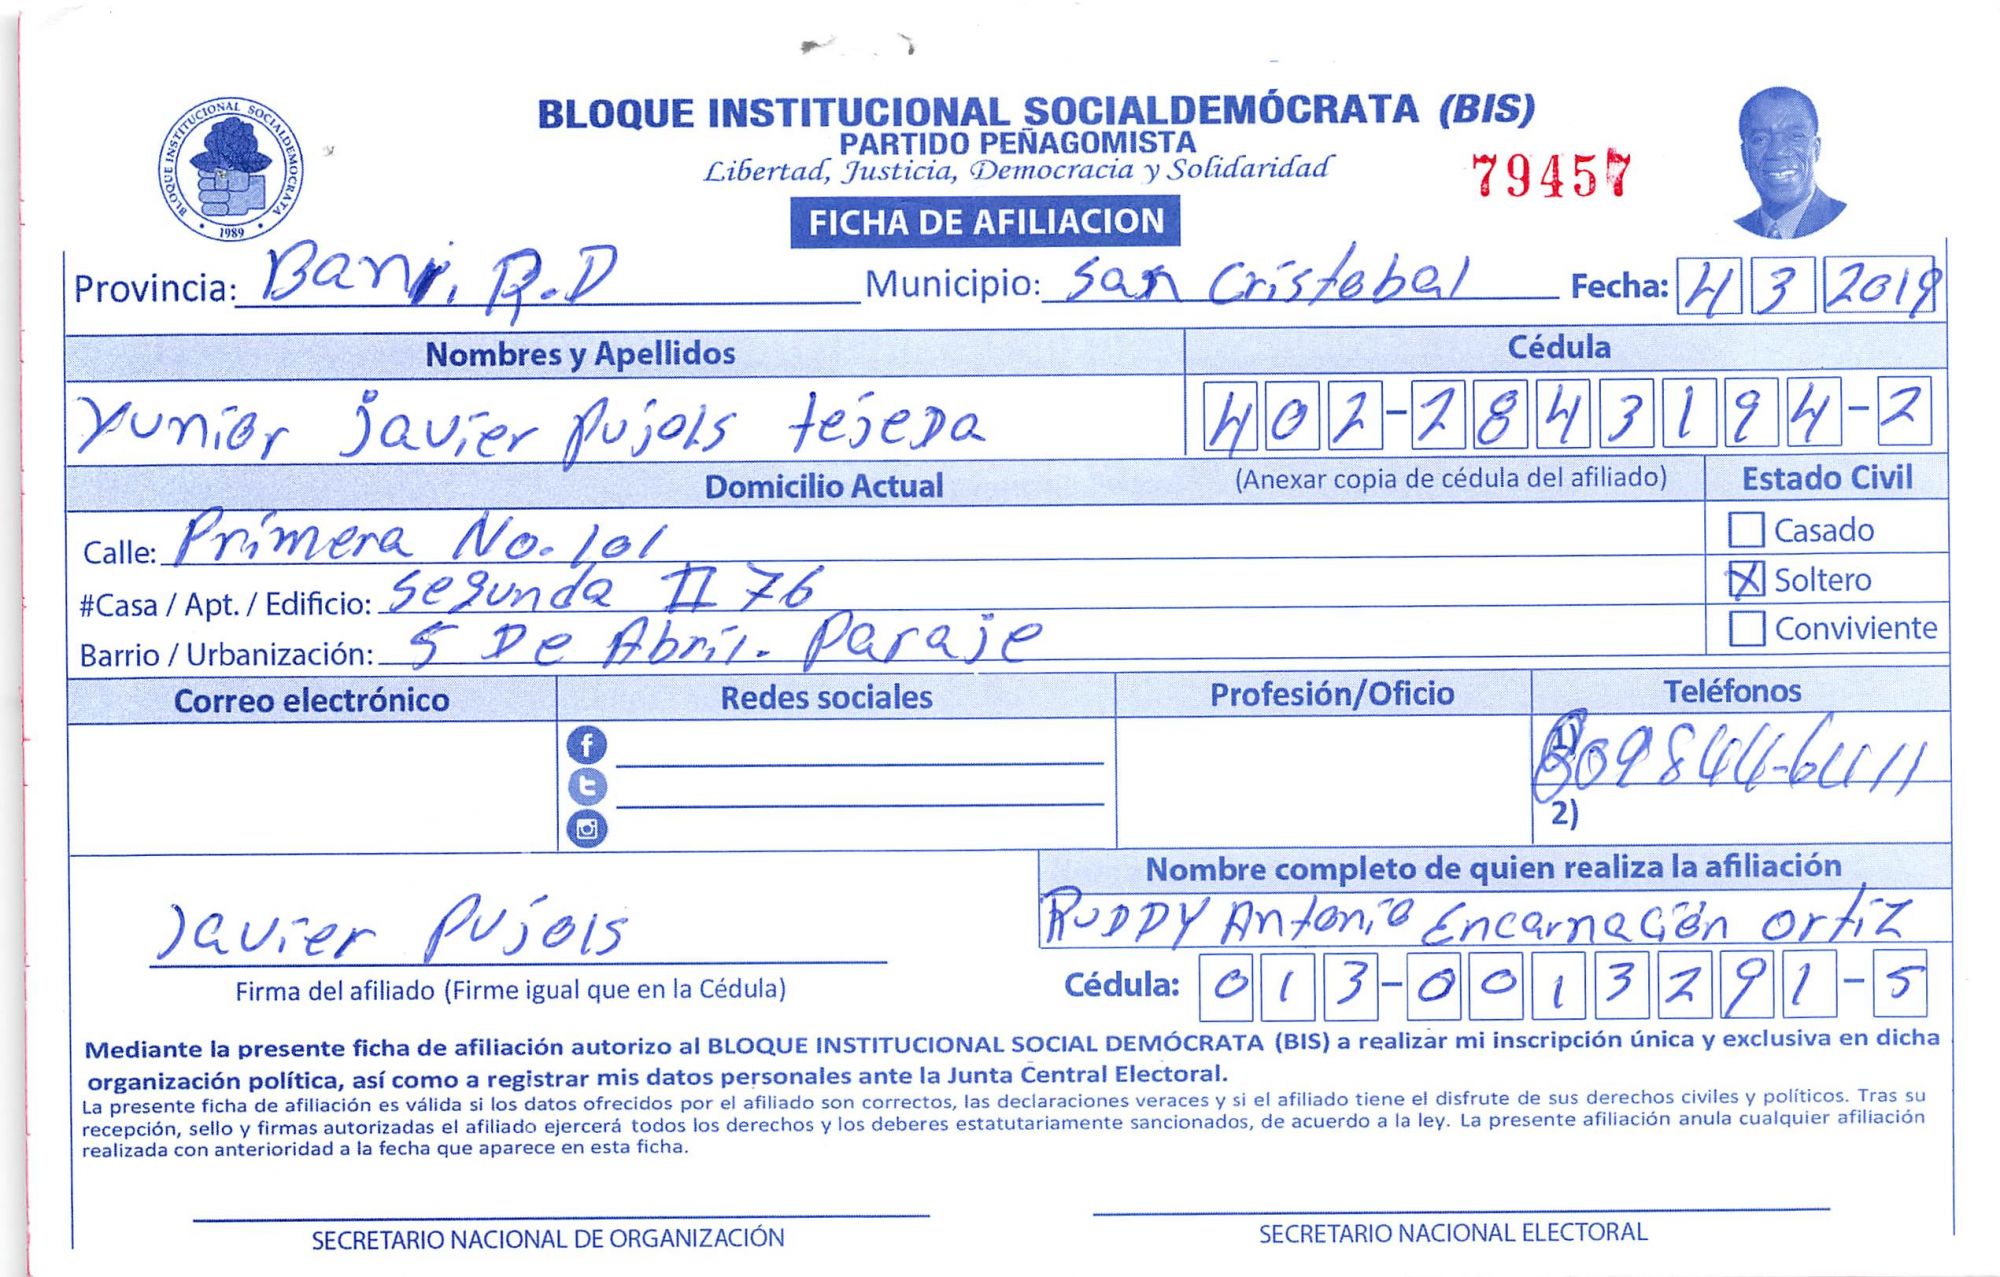 BLOQUE INSTITUCIONAL SOCIALDEMOCRATA
1989
BLOQUE INSTITUCIONAL SOCIALDEMÓCRATA (BIS)
PARTIDO PEÑAGOMISTA
Libertad, Justicia, Democracia y Solidaridad
79457
FICHA DE AFILIACION
Provincia: Bani. R.D Municipio: San Cristobal Fecha: 4 3 2019
Nombres y Apellidos Cédula
Yunior Javier Pujols tejeda 402-2843194-2
Domicilio Actual (Anexar copia de cédula del afiliado) Estado Civil
Calle: Primera No. 101 Casado
#Casa / Apt. / Edificio: Segunda II 76 X Soltero
Barrio / Urbanización: 5 De Abril. Paraje Conviviente
Correo electrónico Redes sociales Profesión/Oficio Teléfonos
1) 809844-6411
2)
Nombre completo de quien realiza la afiliación
Javier Pujols RUDDY Antonio Encarnación Ortiz
Firma del afiliado (Firme igual que en la Cédula) Cédula: 013-0013291-5
Mediante la presente ficha de afiliación autorizo al BLOQUE INSTITUCIONAL SOCIAL DEMÓCRATA (BIS) a realizar mi inscripción única y exclusiva en dicha
organización política, así como a registrar mis datos personales ante la Junta Central Electoral.
La presente ficha de afiliación es válida si los datos ofrecidos por el afiliado son correctos, las declaraciones veraces y si el afiliado tiene el disfrute de sus derechos civiles y políticos. Tras su
recepción, sello y firmas autorizadas el afiliado ejercerá todos los derechos y los deberes estatutariamente sancionados, de acuerdo a la ley. La presente afiliación anula cualquier afiliación
realizada con anterioridad a la fecha que aparece en esta ficha.
SECRETARIO NACIONAL DE ORGANIZACIÓN SECRETARIO NACIONAL ELECTORAL